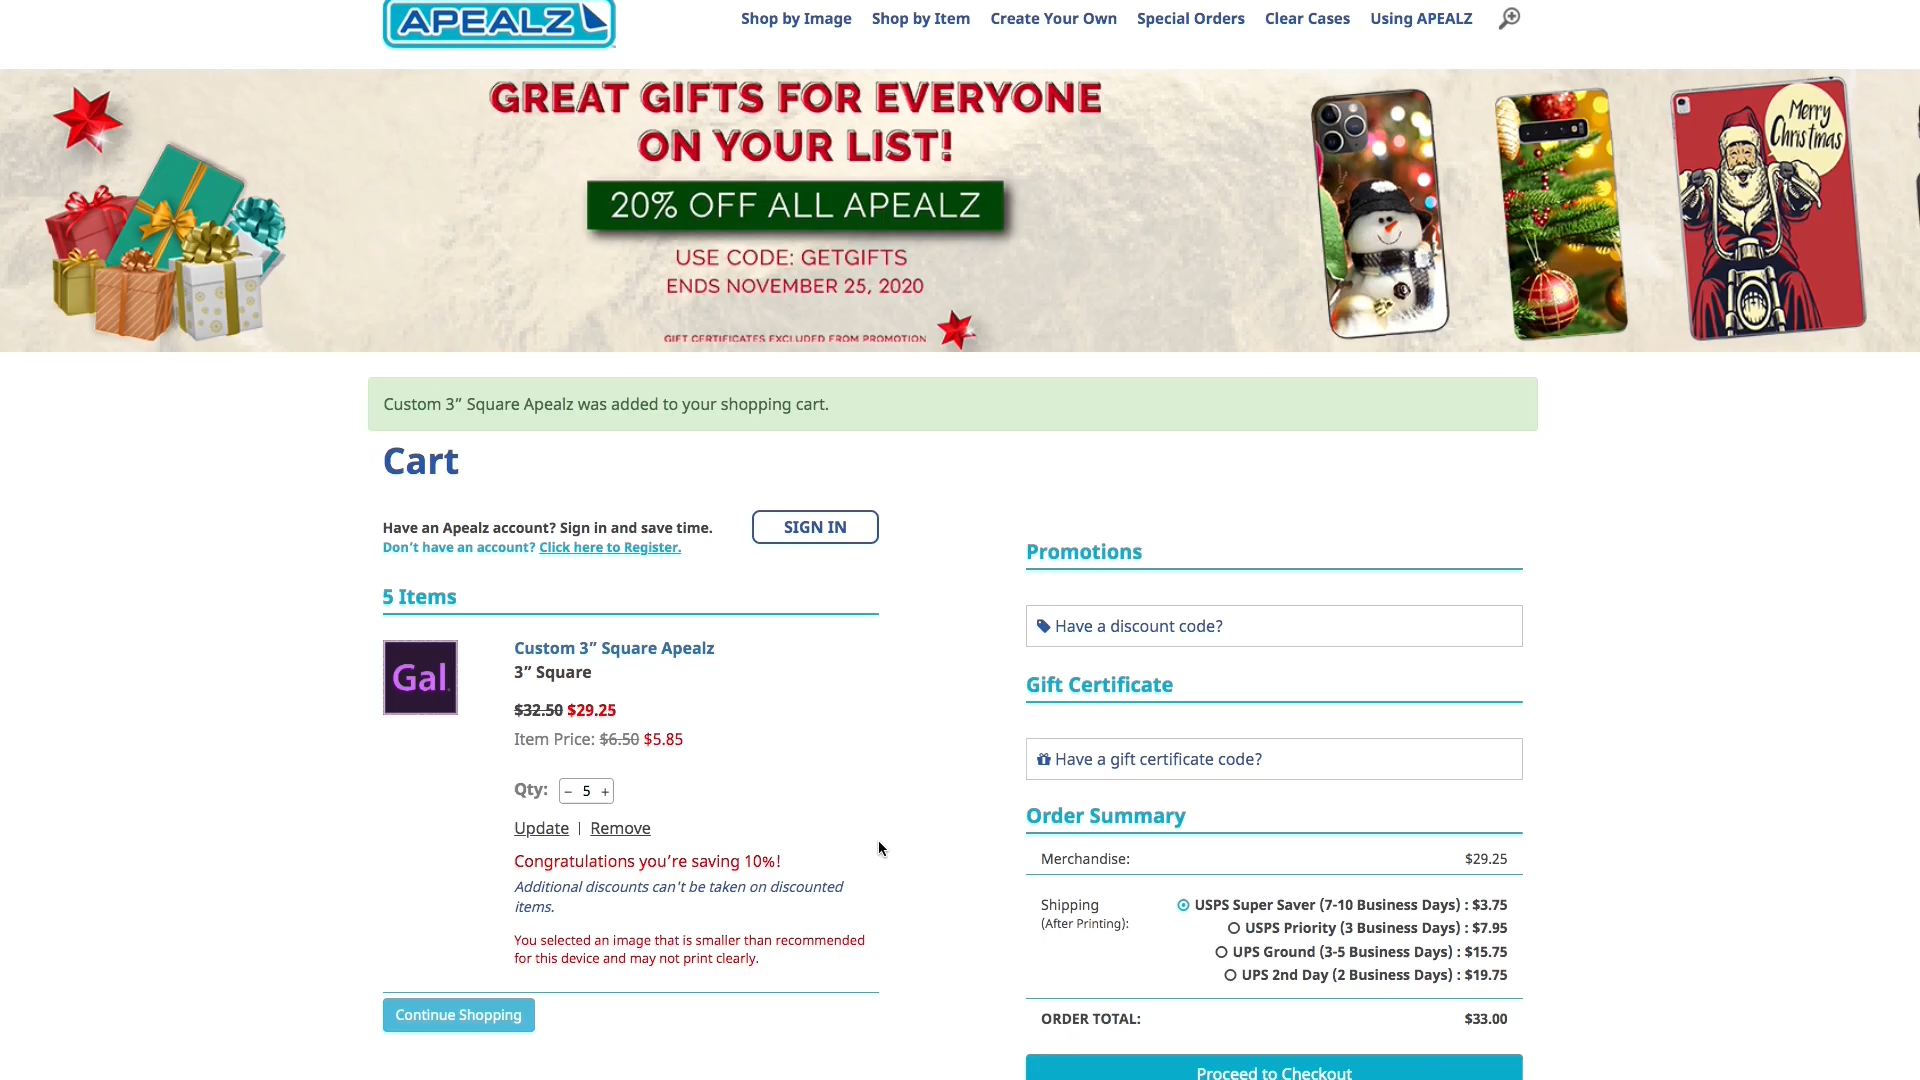 APEALZ
Shop by Image Shop by Item Create Your Own Special Orders Clear Cases Using APEALZ
GREAT GIFTS FOR EVERYONE
ON YOUR LIST!
20% OFF ALL APEALZ
USE CODE: GETGIFTS
ENDS NOVEMBER 25, 2020
GIFT CERTIFICATES EXCLUDED FROM PROMOTION
Merry
Christmas
Custom 3” Square Apealz was added to your shopping cart.
Cart
Have an Apealz account? Sign in and save time.
Don’t have an account? Click here to Register.
SIGN IN
5 Items
Gal
Custom 3” Square Apealz
3” Square
$32.50 $29.25
Item Price: $6.50 $5.85
Qty: − 5 +
Update | Remove
Congratulations you’re saving 10%!
Additional discounts can't be taken on discounted
items.
You selected an image that is smaller than recommended
for this device and may not print clearly.
Continue Shopping
Promotions
Have a discount code?
Gift Certificate
Have a gift certificate code?
Order Summary
Merchandise: $29.25
Shipping
(After Printing):
USPS Super Saver (7-10 Business Days) : $3.75
USPS Priority (3 Business Days) : $7.95
UPS Ground (3-5 Business Days) : $15.75
UPS 2nd Day (2 Business Days) : $19.75
ORDER TOTAL: $33.00
Proceed to Checkout